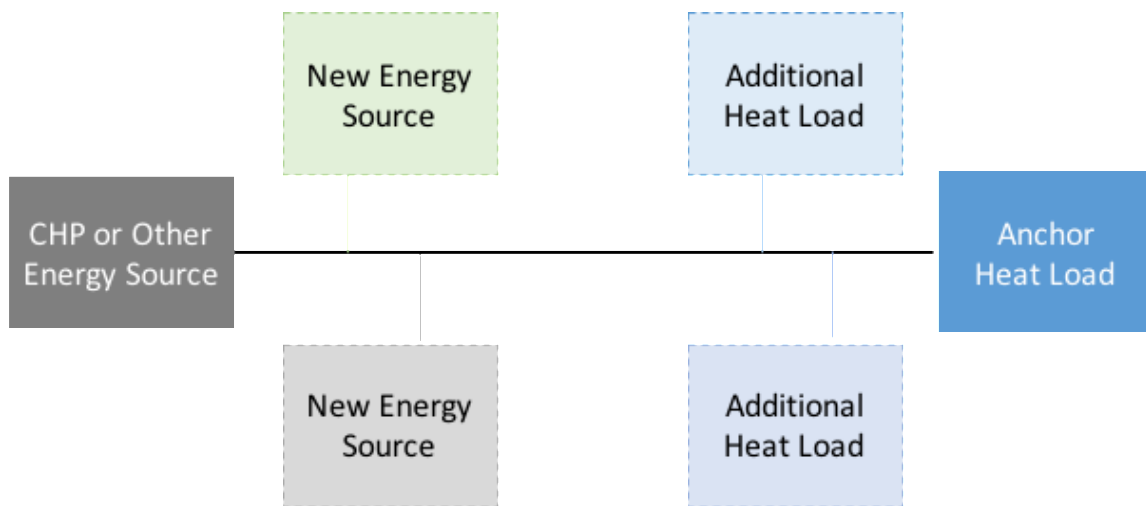 New Energy
Source
Additional
Heat Load
CHP or Other
Energy Source
Anchor
Heat Load
New Energy
Source
Additional
Heat Load